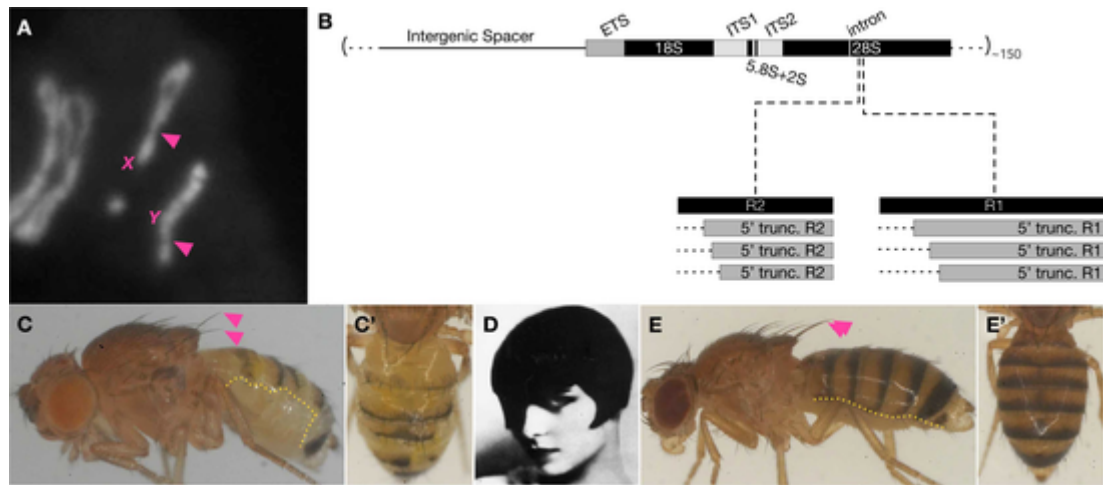 A
X
Y
B
Intergenic Spacer
ETS
18S
ITS1
5.8S+2S
ITS2
intron
28S
~150
R2
5' trunc. R2
5' trunc. R2
5' trunc. R2
R1
5' trunc. R1
5' trunc. R1
5' trunc. R1
C
C'
D
E
E'